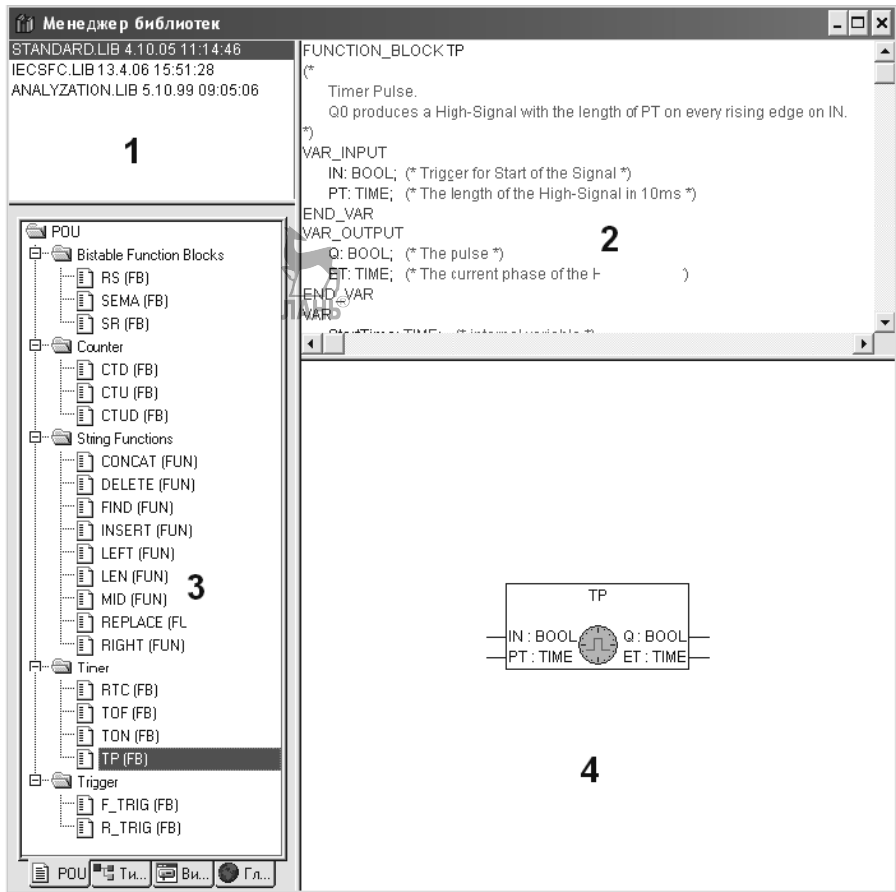 Менеджер библиотек
STANDARD.LIB 4.10.05 11:14:46
IECSFC.LIB 13.4.06 15:51:28
ANALYZATION.LIB 5.10.99 09:05:06
1
FUNCTION_BLOCK TP
(*
Timer Pulse.
Q0 produces a High-Signal with the length of PT on every rising edge on IN.
*)
VAR_INPUT
IN: BOOL; (* Trigger for Start of the Signal *)
PT: TIME; (* The length of the High-Signal in 10ms *)
END_VAR
VAR_OUTPUT
Q: BOOL; (* The pulse *)
ET: TIME; (* The current phase of the H )
END_VAR
VAR
StartTime: TIME; (* internal variable *)
2
ЛАНЬ®
POU
Bistable Function Blocks
RS (FB)
SEMA (FB)
SR (FB)
Counter
CTD (FB)
CTU (FB)
CTUD (FB)
String Functions
CONCAT (FUN)
DELETE (FUN)
FIND (FUN)
INSERT (FUN)
LEFT (FUN)
LEN (FUN)
MID (FUN)
REPLACE (FU
RIGHT (FUN)
Timer
RTC (FB)
TOF (FB)
TON (FB)
TP (FB)
Trigger
F_TRIG (FB)
R_TRIG (FB)
3
POU Ти... Ви... Гл...
TP
IN : BOOL Q : BOOL
PT : TIME ET : TIME
4